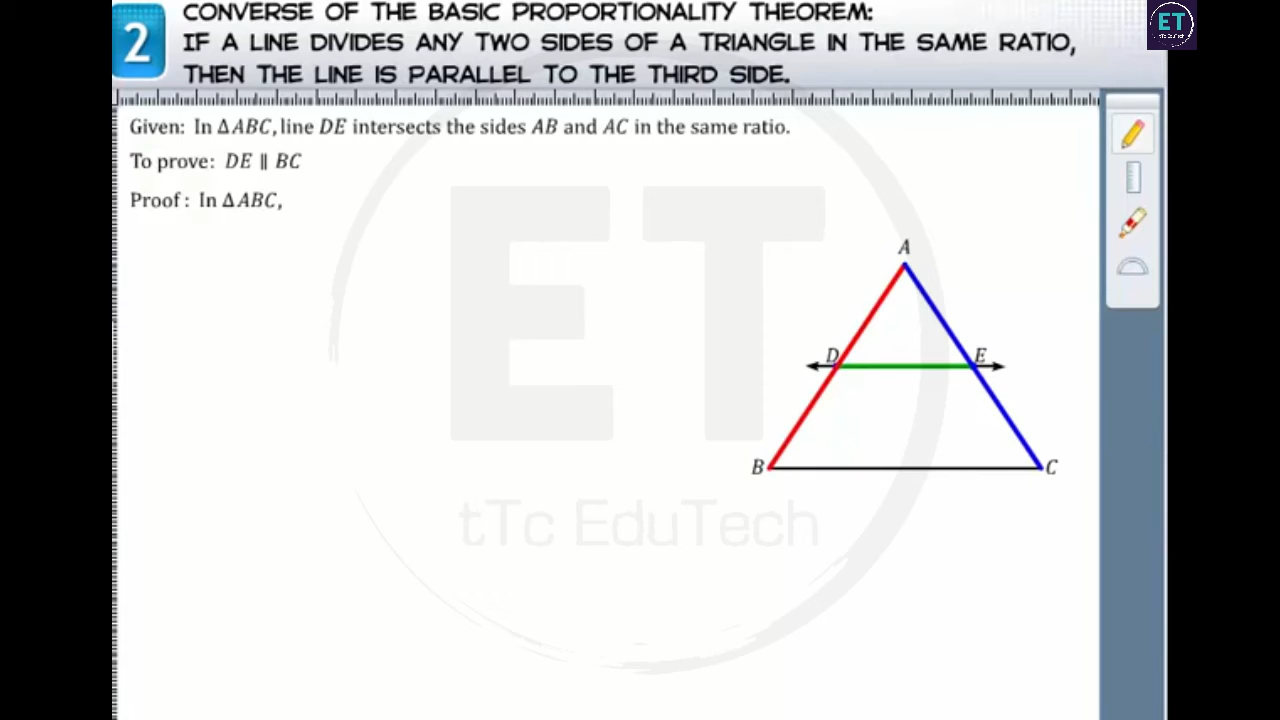 2
CONVERSE OF THE BASIC PROPORTIONALITY THEOREM:
IF A LINE DIVIDES ANY TWO SIDES OF A TRIANGLE IN THE SAME RATIO,
THEN THE LINE IS PARALLEL TO THE THIRD SIDE.
ET
Given: In ΔABC, line DE intersects the sides AB and AC in the same ratio.
To prove: DE ∥ BC
Proof : In ΔABC,
ET
A
D
E
B
C
tTc EduTech